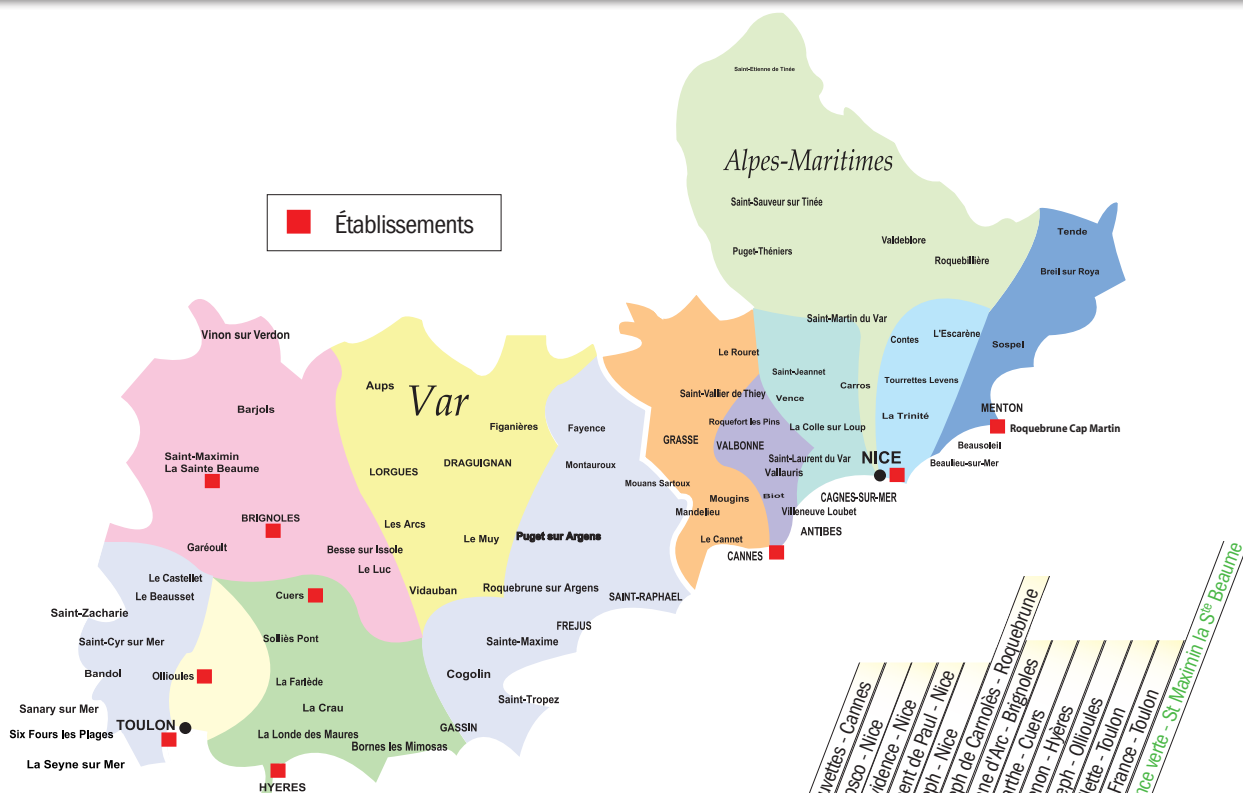 Saint-Etienne de Tinée
Alpes-Maritimes
Saint-Sauveur sur Tinée
Établissements
Tende
Valdeblore
Puget-Théniers
Roquebillière
Breil sur Roya
Saint-Martin du Var
Vinon sur Verdon
L'Escarène
Contes
Sospel
Le Rouret
Saint-Jeannet
Tourrettes Levens
Aups
Var
Carros
Saint-Vallier de Thiey
Vence
Barjols
MENTON
La Trinité
Roquefort les Pins
Figanières
Fayence
La Colle sur Loup
Roquebrune Cap Martin
GRASSE
VALBONNE
Beausoleil
Saint-Maximin
La Sainte Beaume
Saint-Laurent du Var
NICE
DRAGUIGNAN
Montauroux
Beaulieu-sur-Mer
LORGUES
Vallauris
Mouans Sartoux
Biot
CAGNES-SUR-MER
Mougins
Mandelieu
Villeneuve Loubet
BRIGNOLES
Les Arcs
ANTIBES
Le Muy
Puget sur Argens
Le Cannet
Garéoult
Besse sur Issole
CANNES
Le Luc
Le Castellet
Vidauban
Roquebrune sur Argens
Le Beausset
Cuers
SAINT-RAPHAEL
Saint-Zacharie
FREJUS
Saint-Cyr sur Mer
Solliès Pont
Sainte-Maxime
Bandol
Ollioules
Cogolin
La Farlède
Saint-Tropez
Sanary sur Mer
La Crau
TOULON
GASSIN
Six Fours les Plages
La Londe des Maures
Bornes les Mimosas
La Seyne sur Mer
HYERES
- Cannes
- Nice
- Nice
de Paul - Nice
- Nice
de Carnolès - Roquebrune
d'Arc - Brignoles
- Cuers
- Hyères
- Ollioules
- Toulon
France - Toulon
verte - St Maximin la Ste Beaume